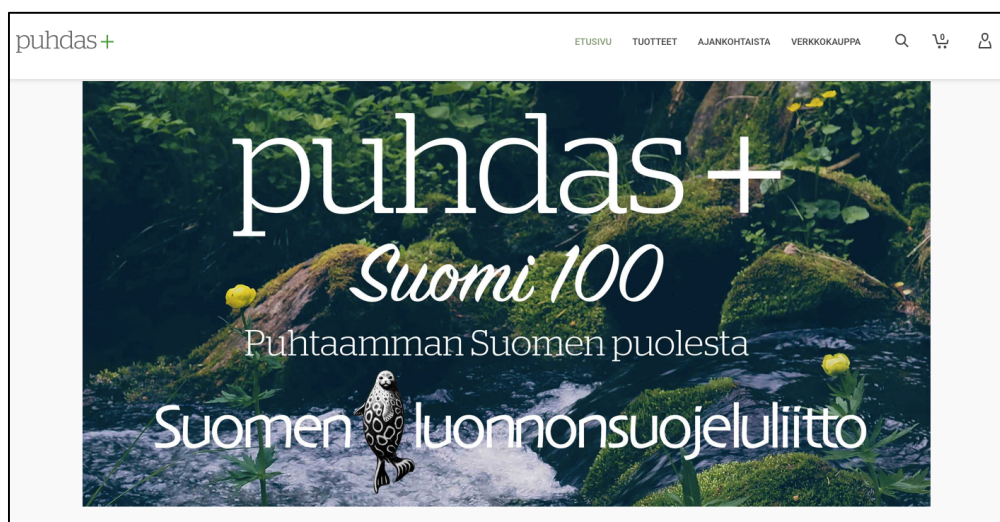 puhdas+
ETUSIVU TUOTTEET AJANKOHTAISTA VERKKOKAUPPA 0
puhdas+
Suomi 100
Puhtaamman Suomen puolesta
Suomen luonnonsuojeluliitto